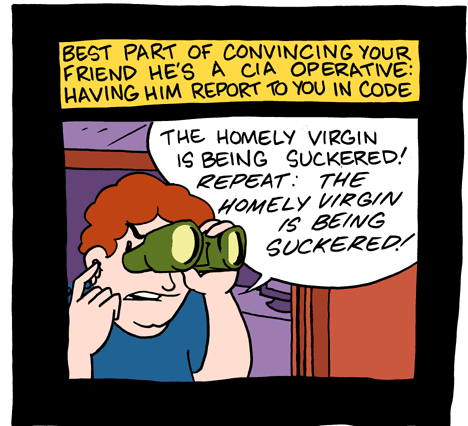 BEST PART OF CONVINCING YOUR
FRIEND HE'S A CIA OPERATIVE:
HAVING HIM REPORT TO YOU IN CODE
THE HOMELY VIRGIN
IS BEING SUCKERED!
REPEAT: THE
HOMELY VIRGIN
IS BEING
SUCKERED!